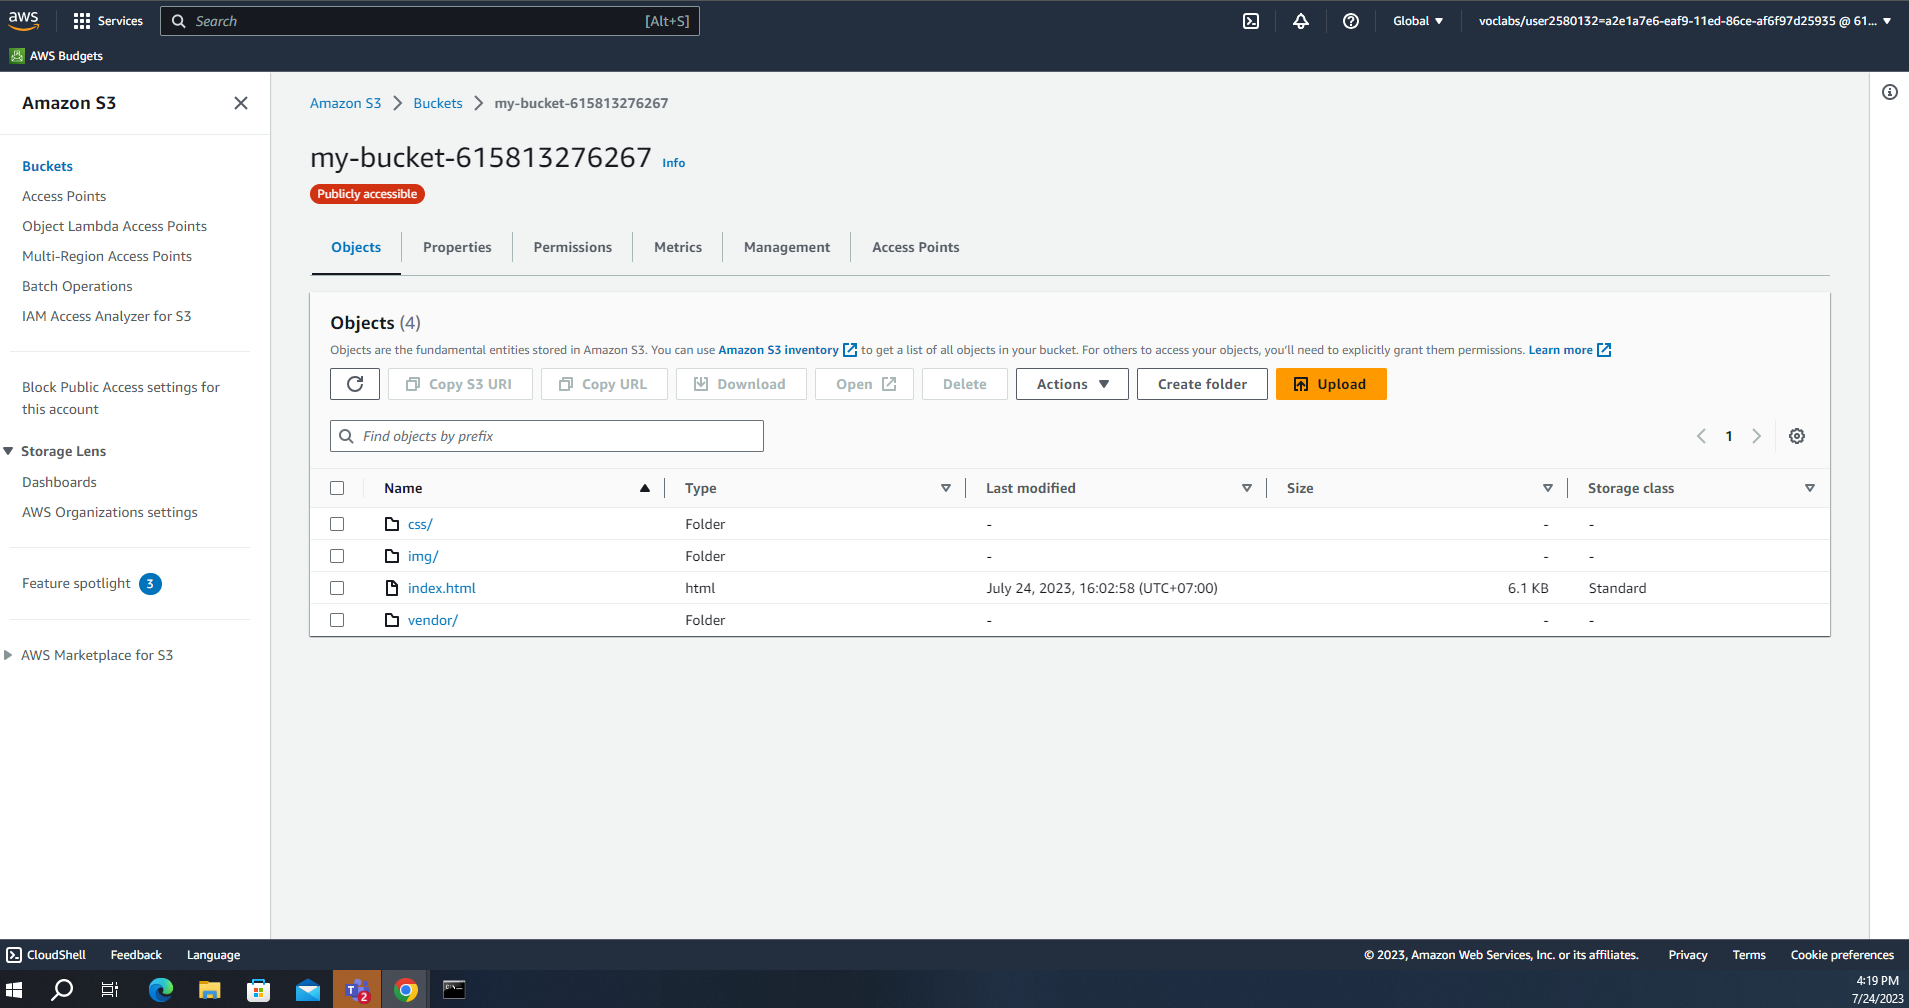 aws Services Search [Alt+S] Global voclabs/user2580132=a2e1a7e6-eaf9-11ed-86ce-af6f97d25935 @ 61...
AWS Budgets
Amazon S3
Buckets
Access Points
Object Lambda Access Points
Multi-Region Access Points
Batch Operations
IAM Access Analyzer for S3
Block Public Access settings for
this account
Storage Lens
Dashboards
AWS Organizations settings
Feature spotlight 3
AWS Marketplace for S3
Amazon S3 Buckets my-bucket-615813276267
my-bucket-615813276267 Info
Publicly accessible
Objects Properties Permissions Metrics Management Access Points
Objects (4)
Objects are the fundamental entities stored in Amazon S3. You can use Amazon S3 inventory to get a list of all objects in your bucket. For others to access your objects, you'll need to explicitly grant them permissions. Learn more
Copy S3 URI Copy URL Download Open Delete Actions Create folder Upload
Find objects by prefix 1
Name Type Last modified Size Storage class
css/ Folder - - -
img/ Folder - - -
index.html html July 24, 2023, 16:02:58 (UTC+07:00) 6.1 KB Standard
vendor/ Folder - - -
CloudShell Feedback Language © 2023, Amazon Web Services, Inc. or its affiliates. Privacy Terms Cookie preferences
T 2
4:19 PM
7/24/2023